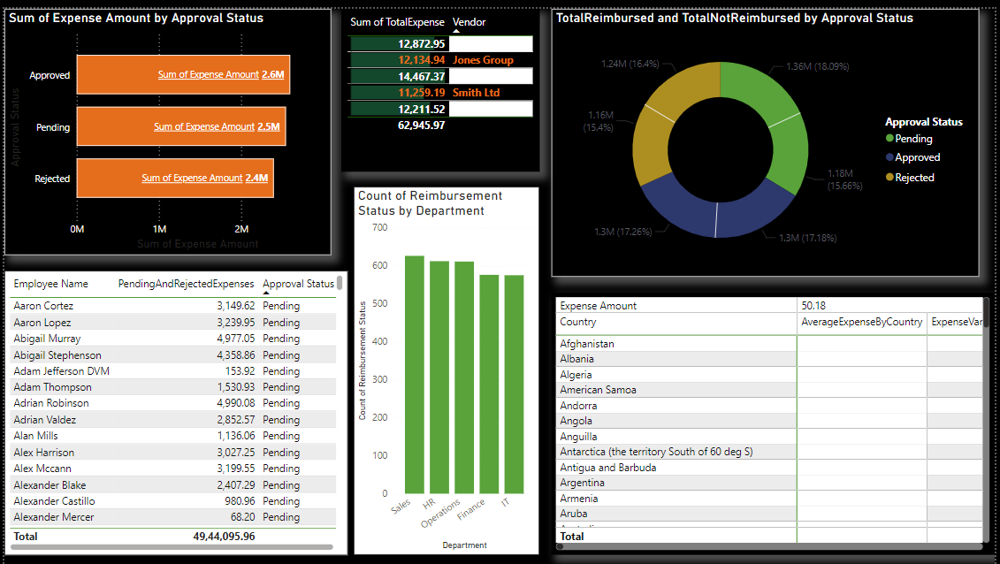 Sum of Expense Amount by Approval Status
Approval Status
Approved
Sum of Expense Amount 2.6M
Pending
Sum of Expense Amount 2.5M
Rejected
Sum of Expense Amount 2.4M
0M 1M 2M
Sum of Expense Amount
Sum of TotalExpense Vendor
12,872.95
12,134.94 Jones Group
14,467.37
11,259.19 Smith Ltd
12,211.52
62,945.97
TotalReimbursed and TotalNotReimbursed by Approval Status
1.24M (16.4%)
1.36M (18.09%)
1.16M
(15.4%)
1.18M
(15.66%)
1.3M (17.26%)
1.3M (17.18%)
Approval Status
Pending
Approved
Rejected
Employee Name PendingAndRejectedExpenses Approval Status
Aaron Cortez 3,149.62 Pending
Aaron Lopez 3,239.95 Pending
Abigail Murray 4,977.05 Pending
Abigail Stephenson 4,358.86 Pending
Adam Jefferson DVM 153.92 Pending
Adam Thompson 1,530.93 Pending
Adrian Robinson 4,990.08 Pending
Adrian Valdez 2,852.57 Pending
Alan Mills 1,136.06 Pending
Alex Harrison 3,027.25 Pending
Alex Mccann 3,199.55 Pending
Alexander Blake 2,407.29 Pending
Alexander Castillo 980.96 Pending
Alexander Mercer 68.20 Pending
Total 49,44,095.96
Count of Reimbursement
Status by Department
Count of Reimbursement Status
700
600
500
400
300
200
100
0
Sales HR Operations Finance IT
Department
Expense Amount 50.18
Country AverageExpenseByCountry ExpenseVar
Afghanistan
Albania
Algeria
American Samoa
Andorra
Angola
Anguilla
Antarctica (the territory South of 60 deg S)
Antigua and Barbuda
Argentina
Armenia
Aruba
Total